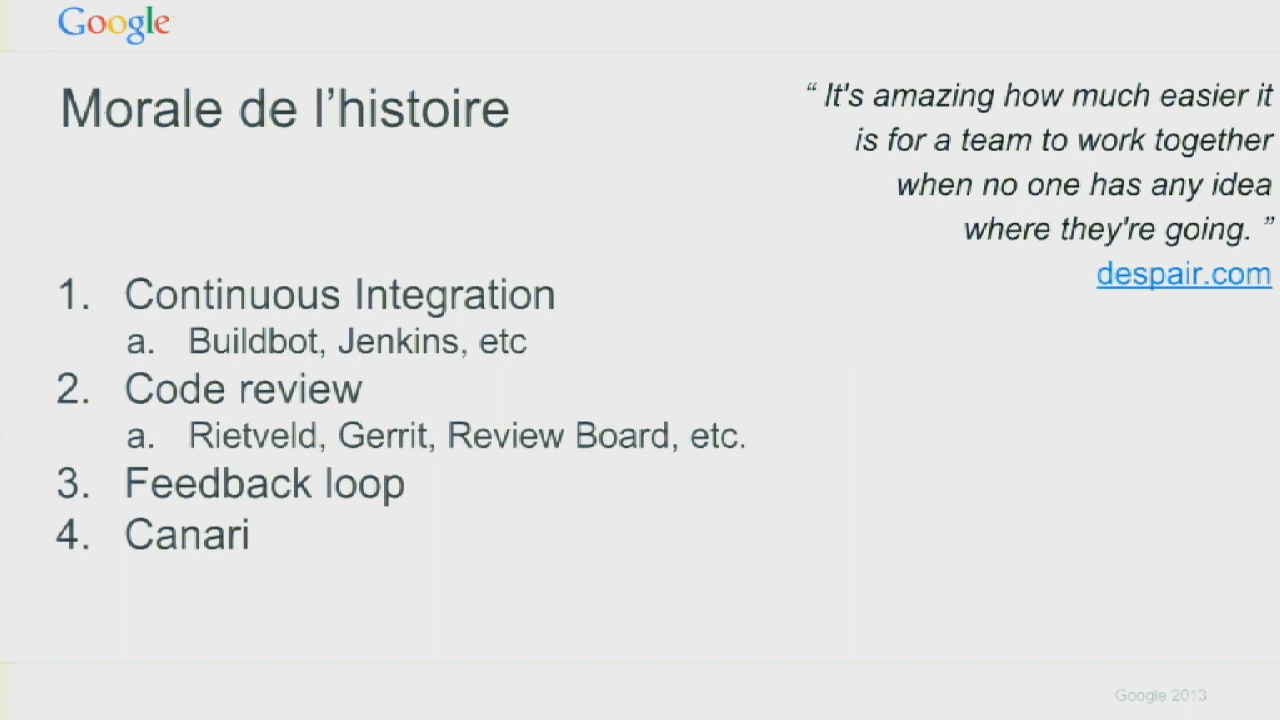 Google
Morale de l'histoire
“ It's amazing how much easier it
is for a team to work together
when no one has any idea
where they're going. ”
despair.com
1. Continuous Integration
a. Buildbot, Jenkins, etc
2. Code review
a. Rietveld, Gerrit, Review Board, etc.
3. Feedback loop
4. Canari
Google 2013